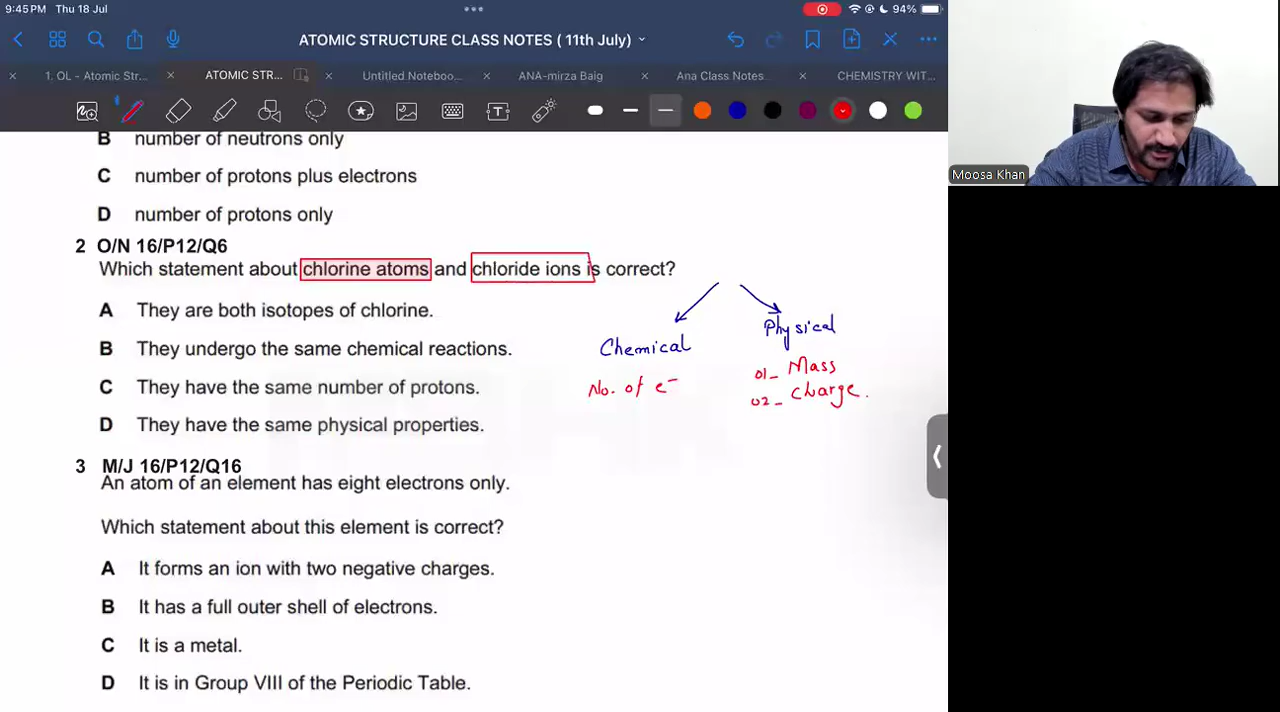 9:45PM Thu 18 Jul
94%
ATOMIC STRUCTURE CLASS NOTES ( 11th July)
1. OL - Atomic Str...
ATOMIC STR...
Untitled Noteboo...
ANA-mirza Baig
Ana Class Notes...
CHEMISTRY WIT...
B number of neutrons only
C number of protons plus electrons
D number of protons only
2 O/N 16/P12/Q6
Which statement about chlorine atoms and chloride ions is correct?
A They are both isotopes of chlorine.
B They undergo the same chemical reactions.
C They have the same number of protons.
D They have the same physical properties.
Chemical
No. of e⁻
Physical
01_ Mass
02_ Charge.
3 M/J 16/P12/Q16
An atom of an element has eight electrons only.
Which statement about this element is correct?
A It forms an ion with two negative charges.
B It has a full outer shell of electrons.
C It is a metal.
D It is in Group VIII of the Periodic Table.
Moosa Khan